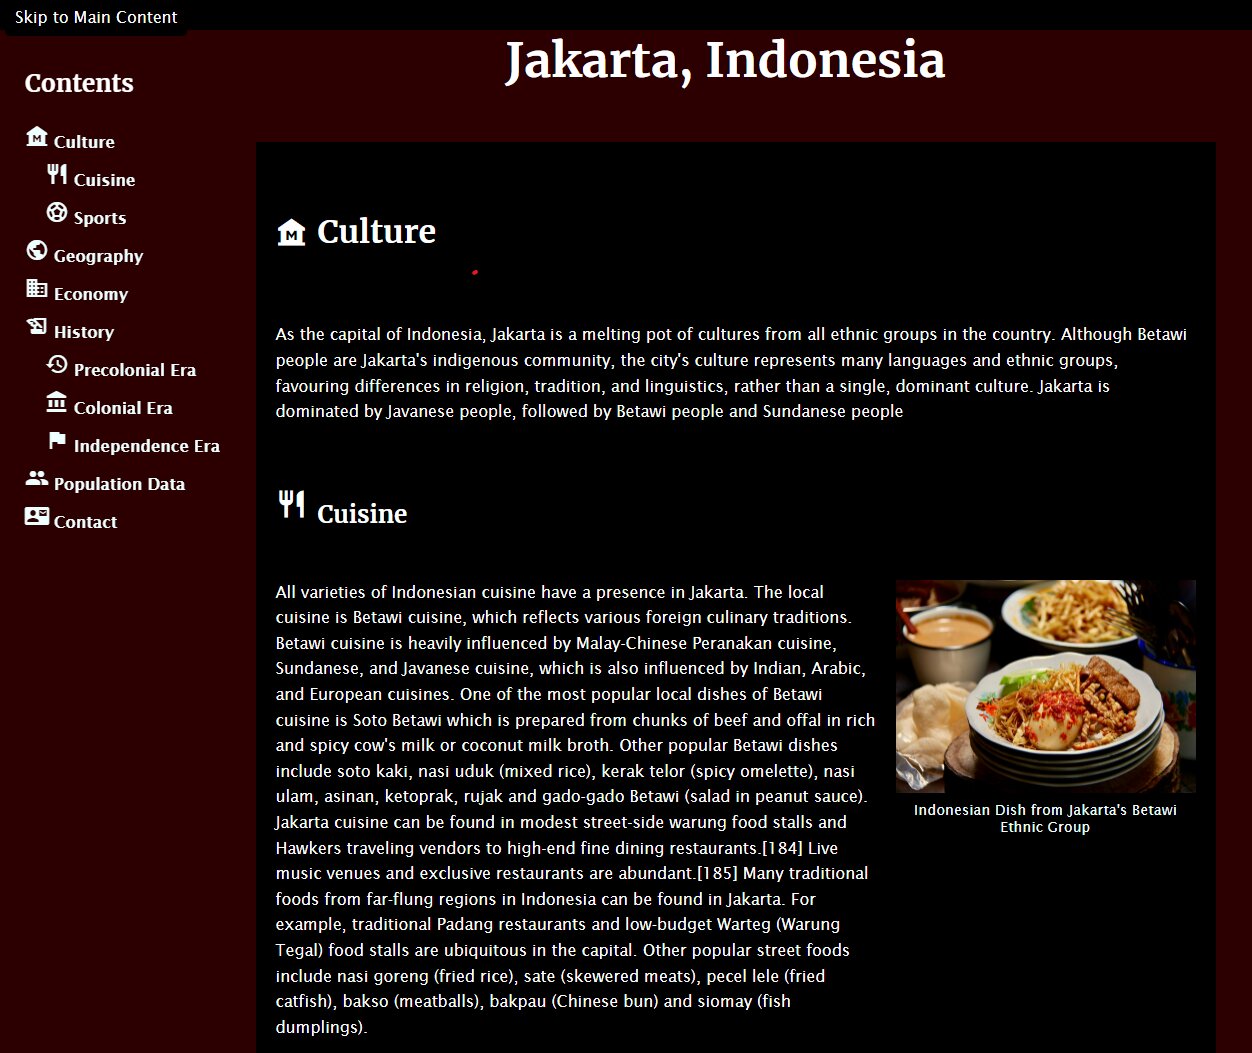 Skip to Main Content
Jakarta, Indonesia
Contents
Culture
Cuisine
Sports
Geography
Economy
History
Precolonial Era
Colonial Era
Independence Era
Population Data
Contact
M Culture
As the capital of Indonesia, Jakarta is a melting pot of cultures from all ethnic groups in the country. Although Betawi
people are Jakarta's indigenous community, the city's culture represents many languages and ethnic groups,
favouring differences in religion, tradition, and linguistics, rather than a single, dominant culture. Jakarta is
dominated by Javanese people, followed by Betawi people and Sundanese people
Cuisine
All varieties of Indonesian cuisine have a presence in Jakarta. The local
cuisine is Betawi cuisine, which reflects various foreign culinary traditions.
Betawi cuisine is heavily influenced by Malay-Chinese Peranakan cuisine,
Sundanese, and Javanese cuisine, which is also influenced by Indian, Arabic,
and European cuisines. One of the most popular local dishes of Betawi
cuisine is Soto Betawi which is prepared from chunks of beef and offal in rich
and spicy cow's milk or coconut milk broth. Other popular Betawi dishes
include soto kaki, nasi uduk (mixed rice), kerak telor (spicy omelette), nasi
ulam, asinan, ketoprak, rujak and gado-gado Betawi (salad in peanut sauce).
Jakarta cuisine can be found in modest street-side warung food stalls and
Hawkers traveling vendors to high-end fine dining restaurants.[184] Live
music venues and exclusive restaurants are abundant.[185] Many traditional
foods from far-flung regions in Indonesia can be found in Jakarta. For
example, traditional Padang restaurants and low-budget Warteg (Warung
Tegal) food stalls are ubiquitous in the capital. Other popular street foods
include nasi goreng (fried rice), sate (skewered meats), pecel lele (fried
catfish), bakso (meatballs), bakpau (Chinese bun) and siomay (fish
dumplings).
Indonesian Dish from Jakarta's Betawi
Ethnic Group